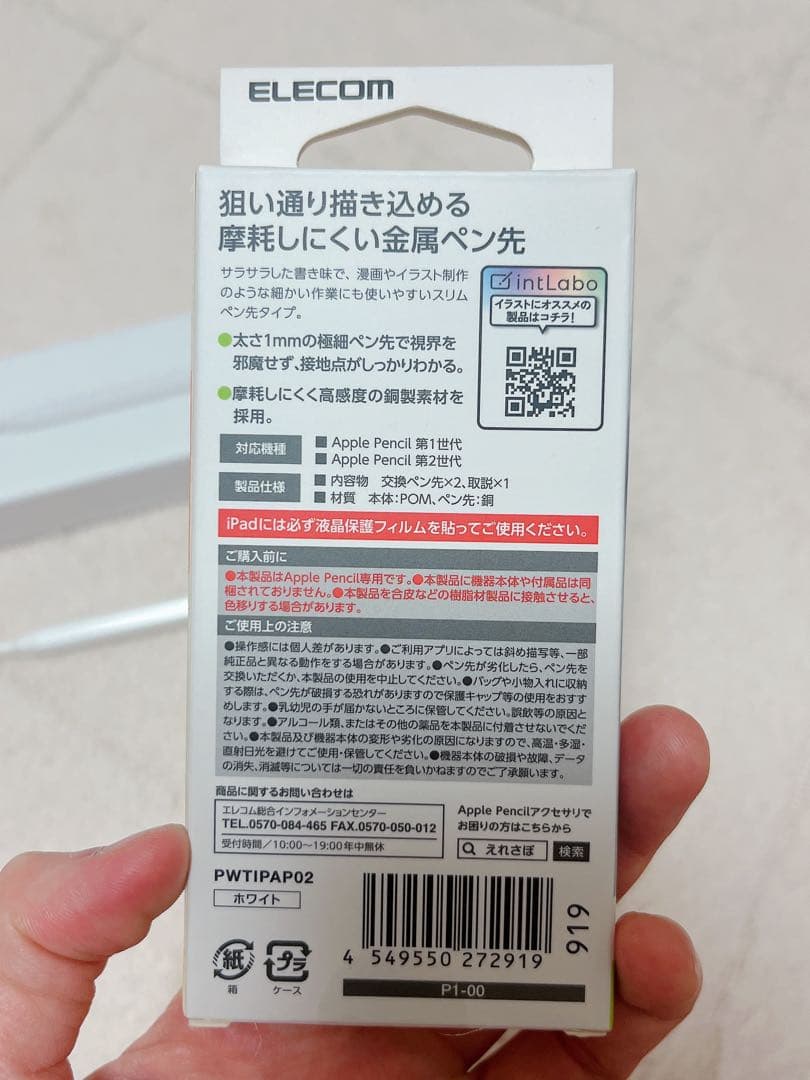 ELECOM
狙い通り描き込める
摩耗しにくい金属ペン先
サラサラした書き味で、漫画やイラスト制作
のような細かい作業にも使いやすいスリム
ペン先タイプ。
intLabo
イラストにオススメの
製品はコチラ!
●太さ1mmの極細ペン先で視界を
邪魔せず、接地点がしっかりわかる。
●摩耗しにくく高感度の銅製素材を
採用。
対応機種
■ Apple Pencil 第1世代
■ Apple Pencil 第2世代
製品仕様
■ 内容物 交換ペン先×2、取説×1
■ 材質 本体:POM、ペン先:銅
iPadには必ず液晶保護フィルムを貼ってご使用ください。
ご購入前に
●本製品はApple Pencil専用です。●本製品に機器本体や付属品は同
梱されておりません。●本製品を合皮などの樹脂材製品に接触させると、
色移りする場合があります。
ご使用上の注意
●操作感には個人差があります。●ご利用アプリによっては斜め描写等、一部
純正品と異なる動作をする場合があります。●ペン先が劣化したら、ペン先を
交換いただくか、本製品の使用を中止してください。●バッグや小物入れに収納
する際は、ペン先が破損する恐れがありますので保護キャップ等の使用をおすす
めします。●乳幼児の手が届かないところに保管してください。誤飲等の原因と
なります。●アルコール類、またはその他の薬品を本製品に付着させないでくだ
さい。●本製品及び機器本体の変形や劣化の原因になりますので、高温・多湿・
直射日光を避けてご使用・保管してください。●機器本体の破損や故障、データ
の消失、消滅等については一切の責任を負いかねますのでご了承願います。
商品に関するお問い合わせは
エレコム総合インフォメーションセンター
TEL.0570-084-465 FAX.0570-050-012
受付時間/10:00~19:00 年中無休
Apple Pencilアクセサリで
お困りの方はこちらから
えれさぽ 検索
PWTIPAP02
ホワイト
紙
箱
プラ
ケース
4 549550 272919
919
P1-00